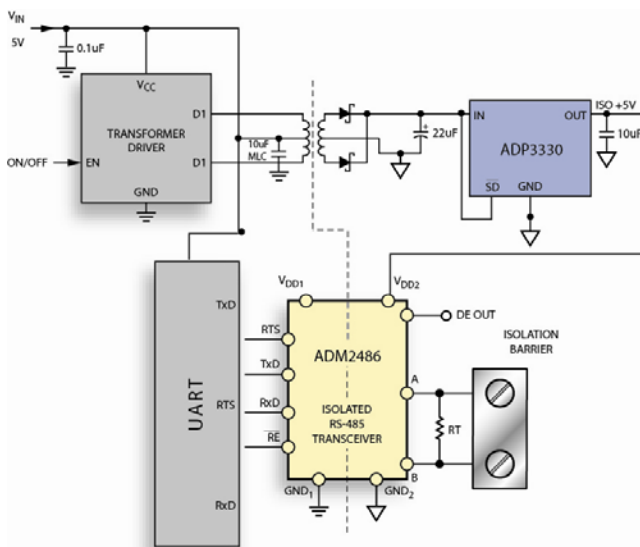 VIN
5V
0.1uF
VCC
D1
TRANSFORMER
DRIVER
10uF
MLC
ON/OFF
EN
D1
GND
22uF
IN
OUT
ISO +5V
ADP3330
10uF
SD
GND
VDD1
VDD2
TxD
DE OUT
RTS
ADM2486
ISOLATION
BARRIER
TxD
A
UART
RTS
RxD
ISOLATED
RS-485
TRANSCEIVER
RT
RE
B
GND1
GND2
RxD